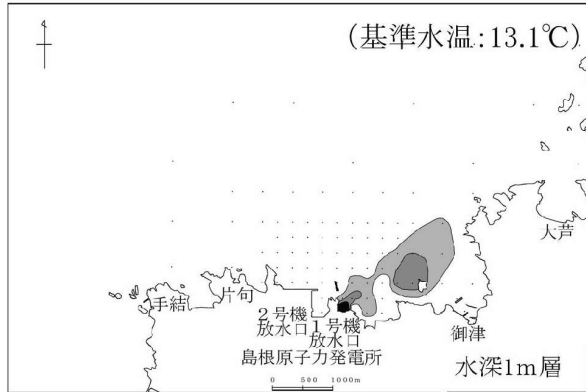 (基準水温:13.1℃)
大芦
手結
片句
2号機
放水口
1号機
放水口
御津
島根原子力発電所
水深1m層
0 500 1000m